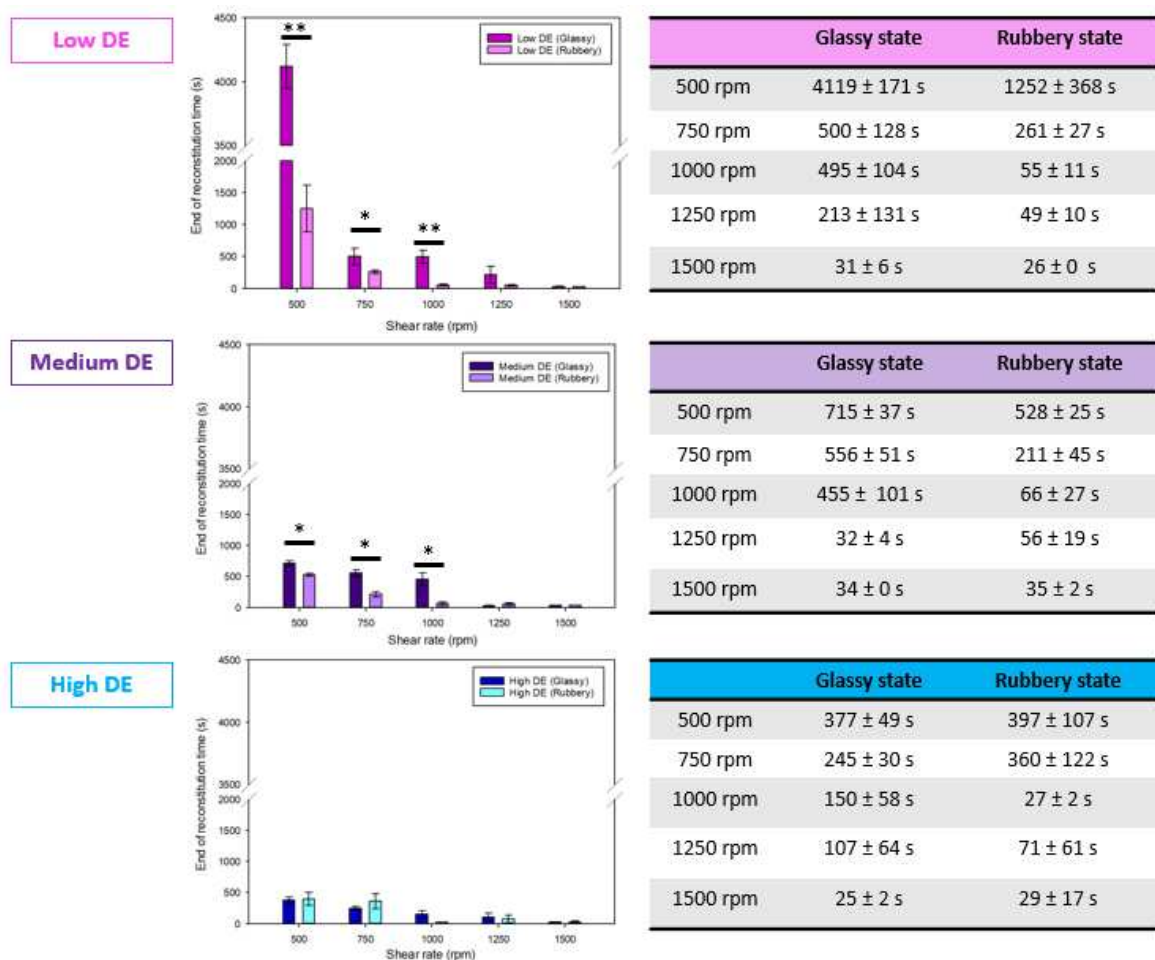 Low DE
4500
4000
3500
2000
1500
1000
500
0
End of reconstitution time (s)
**
*
**
Low DE (Glassy)
Low DE (Rubbery)
500 750 1000 1250 1500
Shear rate (rpm)
Glassy state Rubbery state
500 rpm 4119 ± 171 s 1252 ± 368 s
750 rpm 500 ± 128 s 261 ± 27 s
1000 rpm 495 ± 104 s 55 ± 11 s
1250 rpm 213 ± 131 s 49 ± 10 s
1500 rpm 31 ± 6 s 26 ± 0 s
Medium DE
4500
4000
3500
2000
1500
1000
500
0
End of reconstitution time (s)
*
*
*
Medium DE (Glassy)
Medium DE (Rubbery)
500 750 1000 1250 1500
Shear rate (rpm)
Glassy state Rubbery state
500 rpm 715 ± 37 s 528 ± 25 s
750 rpm 556 ± 51 s 211 ± 45 s
1000 rpm 455 ± 101 s 66 ± 27 s
1250 rpm 32 ± 4 s 56 ± 19 s
1500 rpm 34 ± 0 s 35 ± 2 s
High DE
4500
4000
3500
2000
1500
1000
500
0
End of reconstitution time (s)
High DE (Glassy)
High DE (Rubbery)
500 750 1000 1250 1500
Shear rate (rpm)
Glassy state Rubbery state
500 rpm 377 ± 49 s 397 ± 107 s
750 rpm 245 ± 30 s 360 ± 122 s
1000 rpm 150 ± 58 s 27 ± 2 s
1250 rpm 107 ± 64 s 71 ± 61 s
1500 rpm 25 ± 2 s 29 ± 17 s